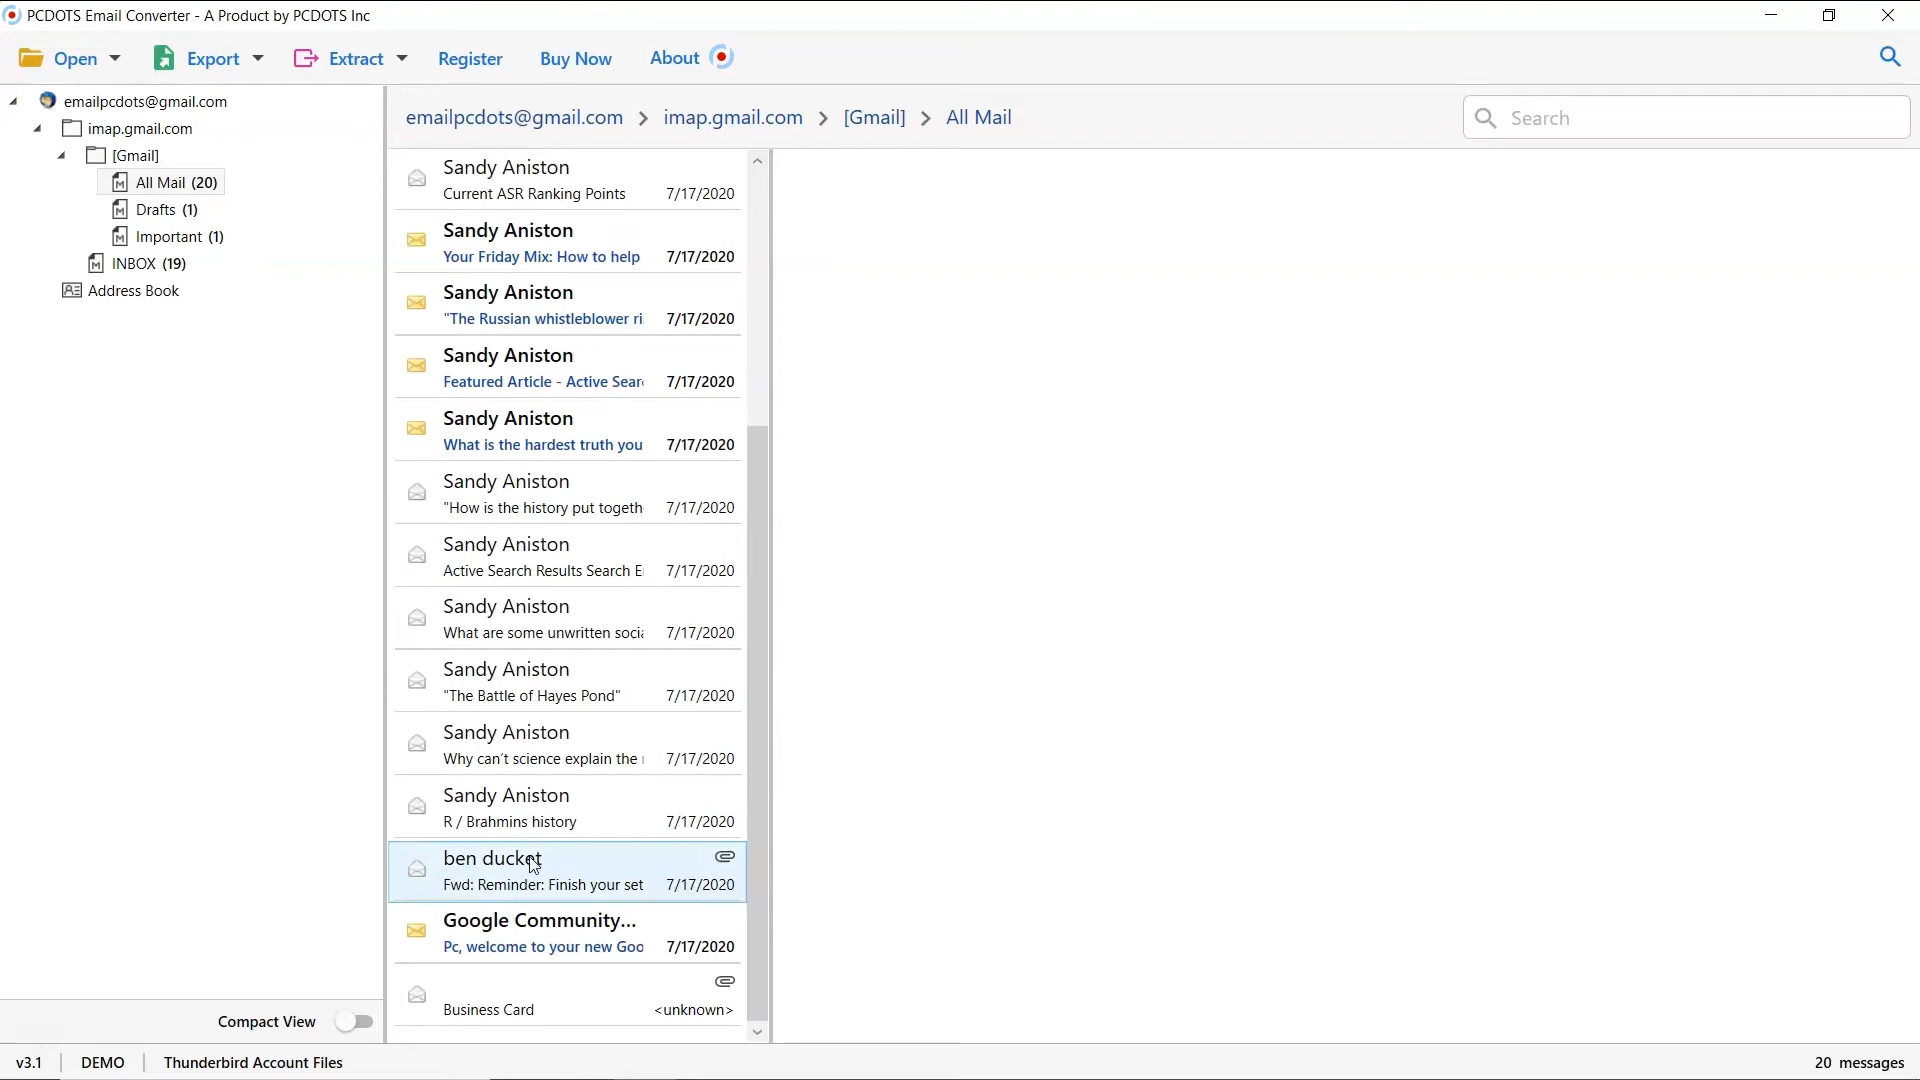 PCDOTS Email Converter - A Product by PCDOTS Inc
Open Export Extract Register Buy Now About
emailpcdots@gmail.com
imap.gmail.com
[Gmail]
All Mail (20)
Drafts (1)
Important (1)
INBOX (19)
Address Book
emailpcdots@gmail.com > imap.gmail.com > [Gmail] > All Mail
Search
Sandy Aniston
Current ASR Ranking Points 7/17/2020
Sandy Aniston
Your Friday Mix: How to help 7/17/2020
Sandy Aniston
"The Russian whistleblower ri 7/17/2020
Sandy Aniston
Featured Article - Active Sear 7/17/2020
Sandy Aniston
What is the hardest truth you 7/17/2020
Sandy Aniston
"How is the history put togeth 7/17/2020
Sandy Aniston
Active Search Results Search E 7/17/2020
Sandy Aniston
What are some unwritten socia 7/17/2020
Sandy Aniston
"The Battle of Hayes Pond" 7/17/2020
Sandy Aniston
Why can't science explain the 7/17/2020
Sandy Aniston
R / Brahmins history 7/17/2020
ben ducket
Fwd: Reminder: Finish your set 7/17/2020
Google Community...
Pc, welcome to your new Goo 7/17/2020
Business Card <unknown>
Compact View
v3.1 DEMO Thunderbird Account Files 20 messages